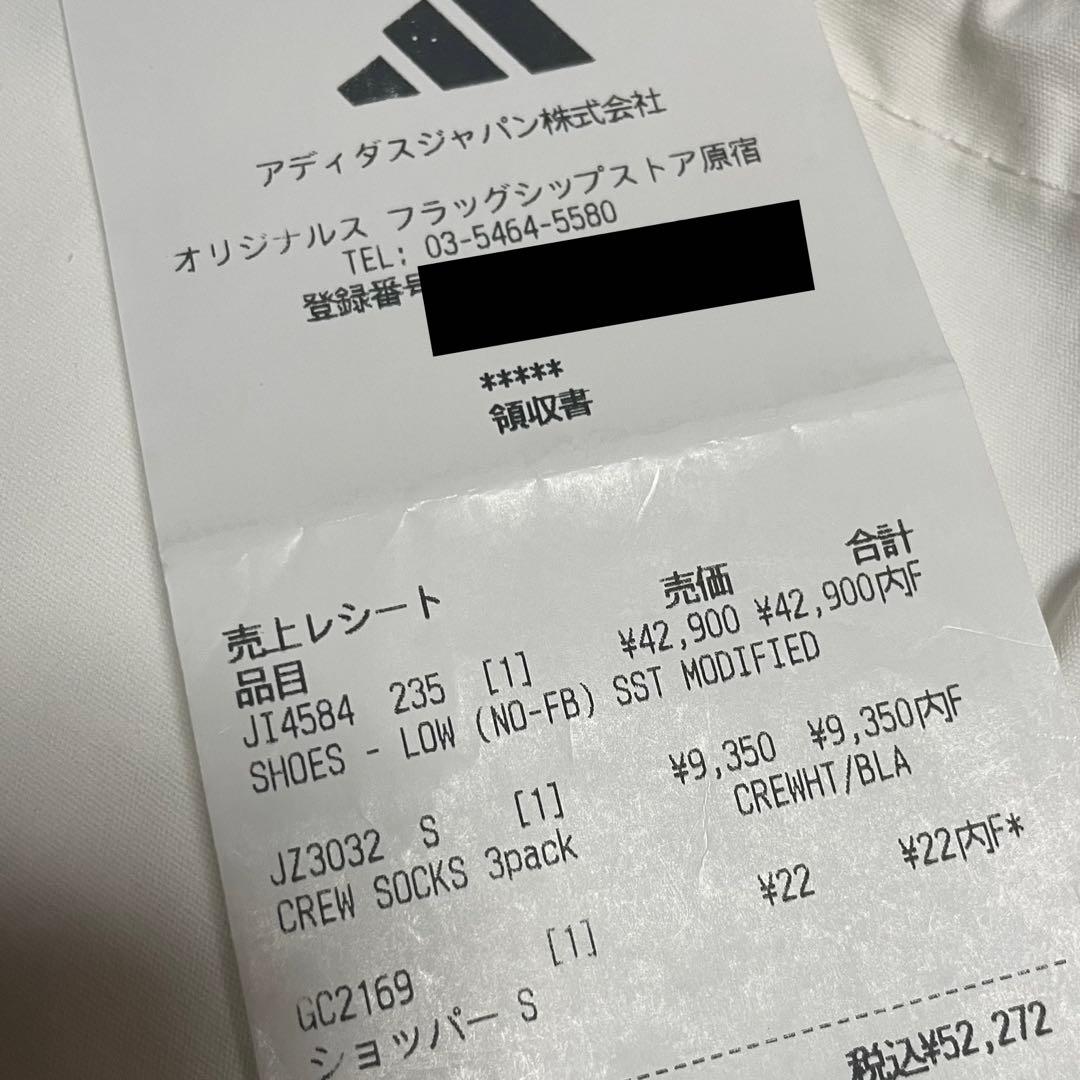 アディダスジャパン株式会社
オリジナルス フラッグシップストア原宿
TEL: 03-5464-5580
登録番号
*****
領収書
売上レシート
品目 売価 合計
JI4584 235 [1] ¥42,900 ¥42,900内F
SHOES - LOW (NO-FB) SST MODIFIED
JZ3032 S [1] ¥9,350 ¥9,350内F
CREW SOCKS 3pack CREWHT/BLA
GC2169 [1] ¥22 ¥22内F*
ショッパー S
税込¥52,272